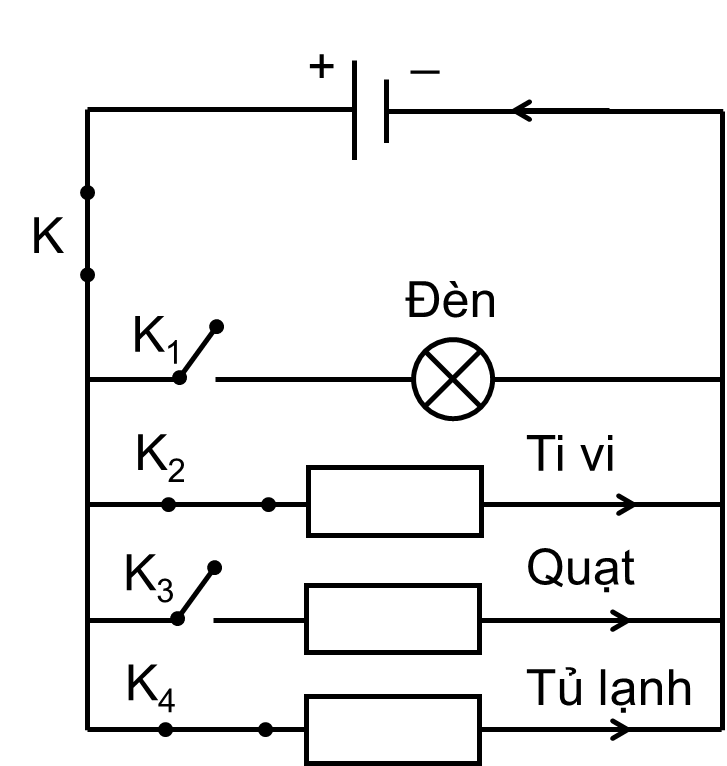 + –
K
Đèn
K₁
K₂
Ti vi
K₃
Quạt
K₄
Tủ lạnh